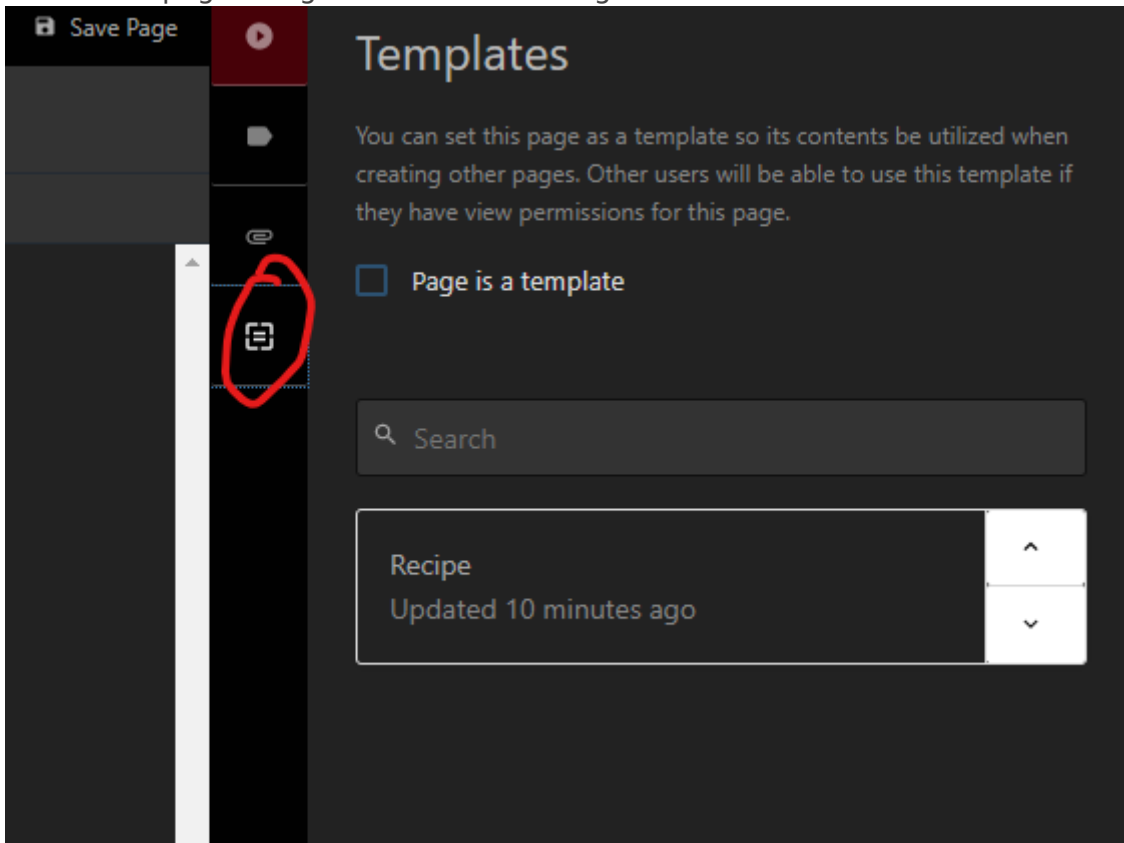 Save Page
Templates
You can set this page as a template so its contents be utilized when
creating other pages. Other users will be able to use this template if
they have view permissions for this page.
Page is a template
Search
Recipe
Updated 10 minutes ago